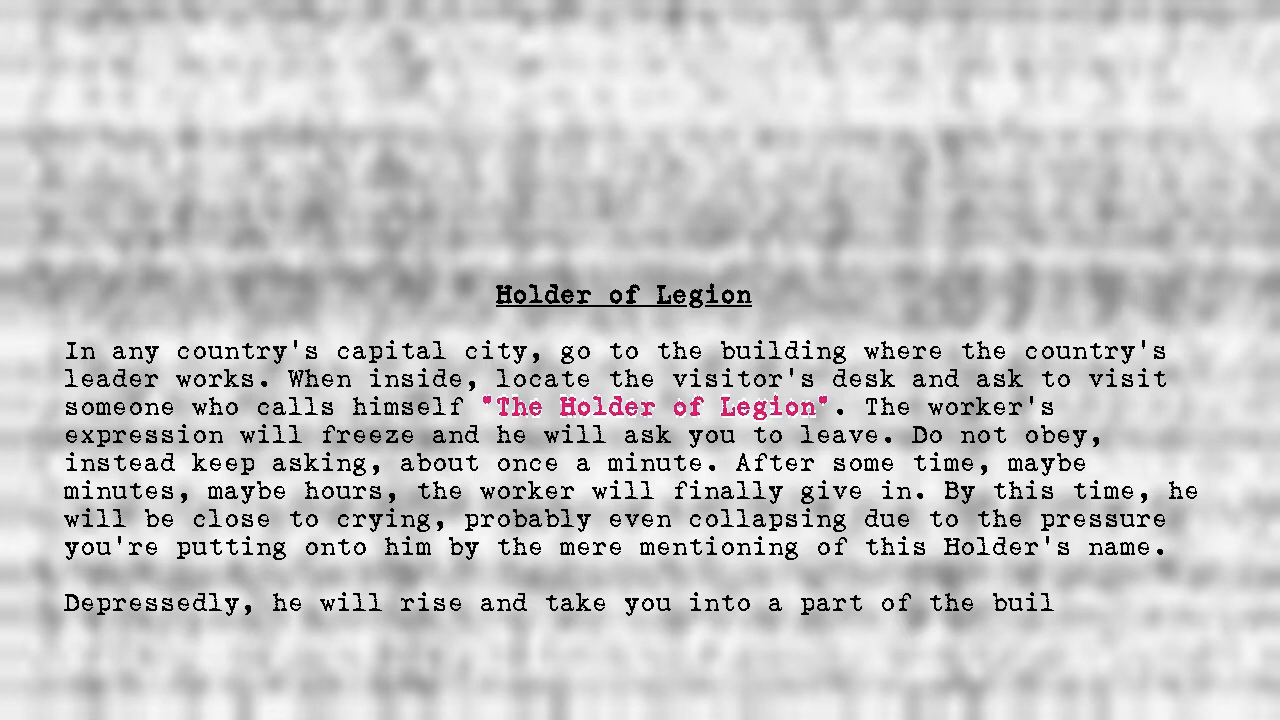 Holder of Legion
In any country's capital city, go to the building where the country's
leader works. When inside, locate the visitor's desk and ask to visit
someone who calls himself "The Holder of Legion". The worker's
expression will freeze and he will ask you to leave. Do not obey,
instead keep asking, about once a minute. After some time, maybe
minutes, maybe hours, the worker will finally give in. By this time, he
will be close to crying, probably even collapsing due to the pressure
you're putting onto him by the mere mentioning of this Holder's name.
Depressedly, he will rise and take you into a part of the buil